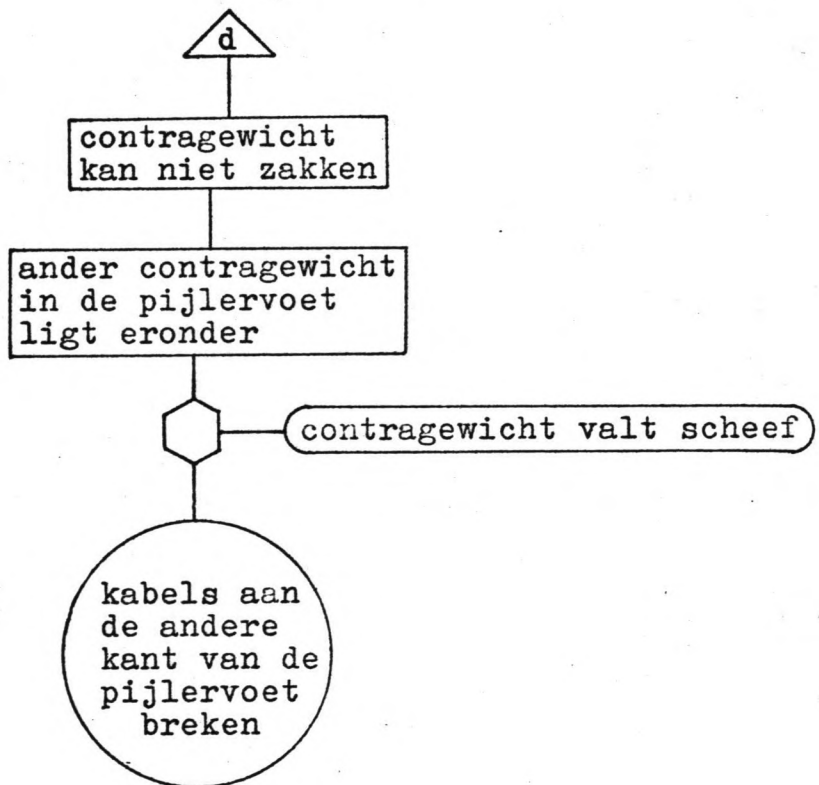 d
contragewicht
kan niet zakken
ander contragewicht
in de pijlervoet
ligt eronder
contragewicht valt scheef
kabels aan
de andere
kant van de
pijlervoet
breken